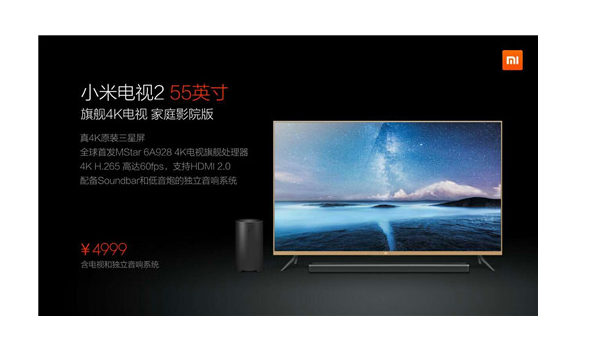 mi
小米电视2 55英寸
旗舰4K电视 家庭影院版
真4K原装三星屏
全球首发MStar 6A928 4K电视旗舰处理器
4K H.265 高达60fps，支持HDMI 2.0
配备Soundbar和低音炮的独立音响系统
￥4999
含电视和独立音响系统